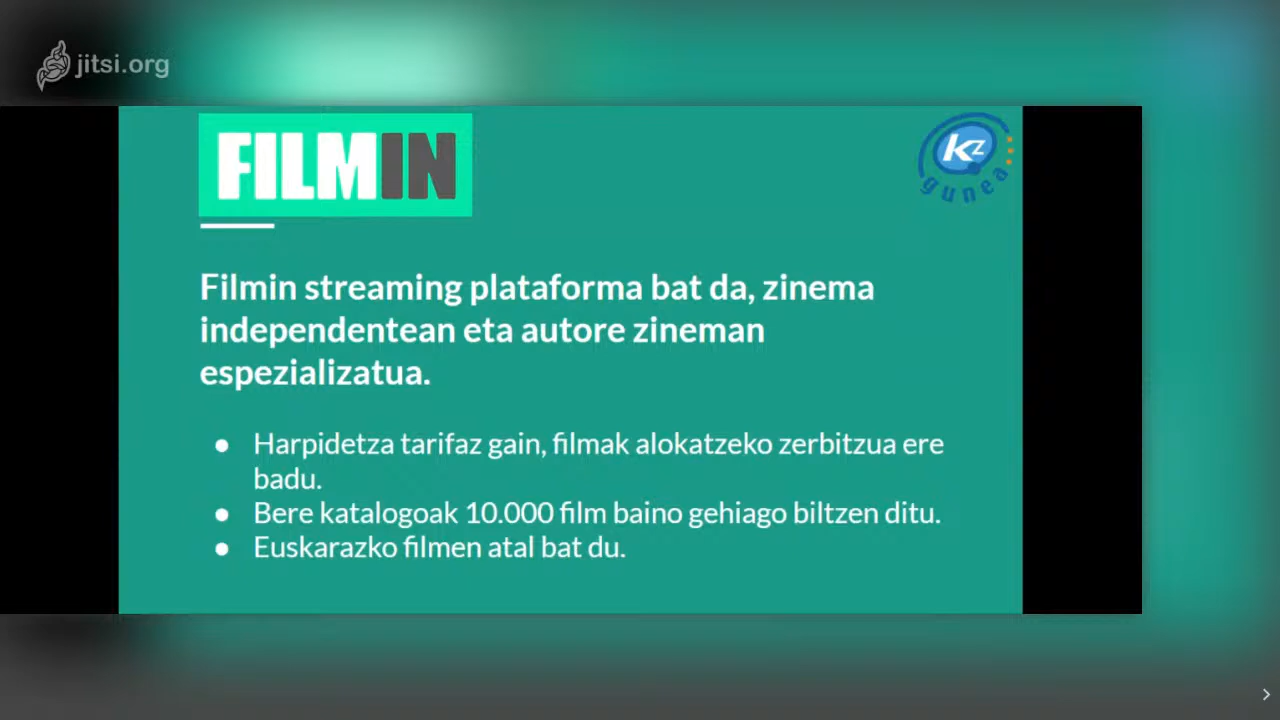 jitsi.org
FILMIN
kz
gunea
Filmin streaming plataforma bat da, zinema
independentean eta autore zineman
espezializatua.
● Harpidetza tarifaz gain, filmak alokatzeko zerbitzua ere
badu.
● Bere katalogoak 10.000 film baino gehiago biltzen ditu.
● Euskarazko filmen atal bat du.